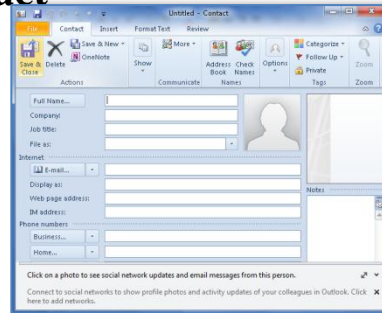 act
Untitled - Contact
File Contact Insert Format Text Review
Save & Close
Delete
Save & New
OneNote
Actions
Show
More
Communicate
Address Book
Check Names
Names
Options
Categorize
Follow Up
Private
Tags
Zoom
Zoom
Full Name...
Company:
Job title:
File as:
Internet
E-mail...
Display as:
Web page address:
IM address:
Phone numbers
Business...
Home...
Notes
Click on a photo to see social network updates and email messages from this person.
Connect to social networks to show profile photos and activity updates of your colleagues in Outlook. Click
here to add networks.